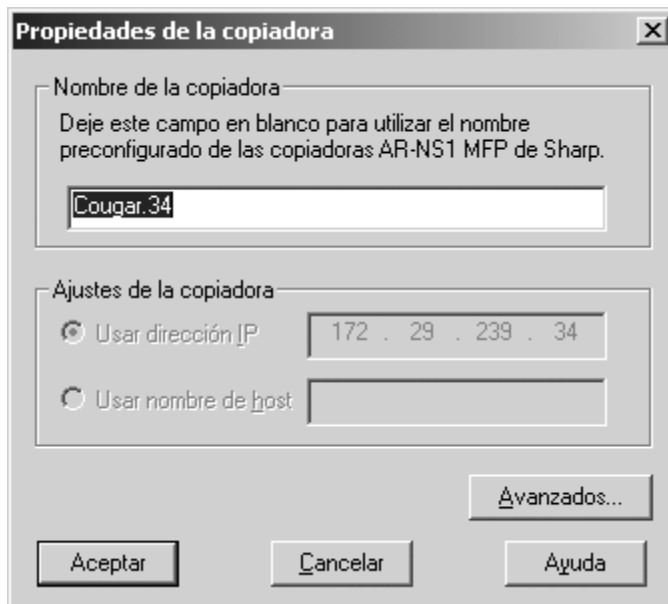 Propiedades de la copiadora
Nombre de la copiadora
Deje este campo en blanco para utilizar el nombre
preconfigurado de las copiadoras AR-NS1 MFP de Sharp.
Cougar.34
Ajustes de la copiadora
Usar dirección IP 172 . 29 . 239 . 34
Usar nombre de host
Avanzados...
Aceptar Cancelar Ayuda